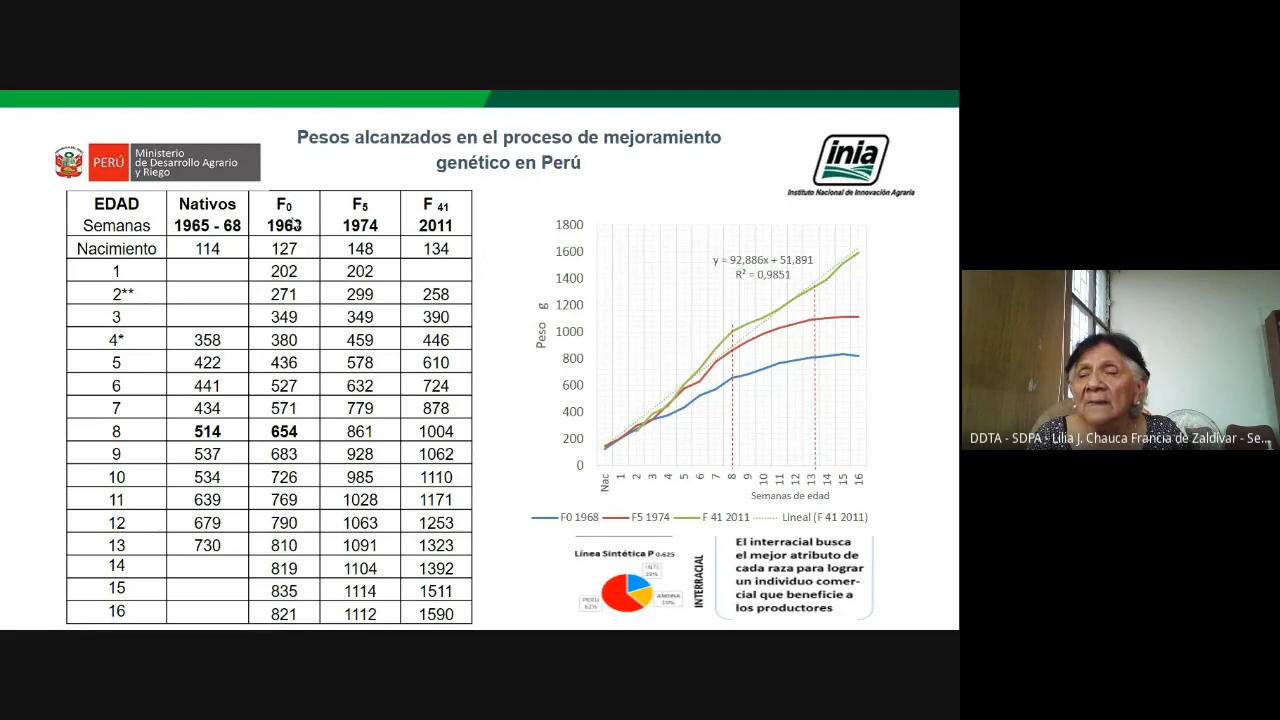 Pesos alcanzados en el proceso de mejoramiento
genético en Perú
PERÚ
Ministerio
de Desarrollo Agrario
y Riego
inia
Instituto Nacional de Innovación Agraria
EDAD Nativos F0 F5 F 41
Semanas 1965 - 68 1963 1974 2011
Nacimiento 114 127 148 134
1 202 202
2** 271 299 258
3 349 349 390
4* 358 380 459 446
5 422 436 578 610
6 441 527 632 724
7 434 571 779 878
8 514 654 861 1004
9 537 683 928 1062
10 534 726 985 1110
11 639 769 1028 1171
12 679 790 1063 1253
13 730 810 1091 1323
14 819 1104 1392
15 835 1114 1511
16 821 1112 1590
1800
1600
1400
1200
1000
800
600
400
200
0
Peso g
y = 92,886x + 51,891
R² = 0,9851
Nac 1 2 3 4 5 6 7 8 9 10 11 12 13 14 15 16
Semanas de edad
F0 1968 F5 1974 F 41 2011 Lineal (F 41 2011)
Línea Sintética P 0.625
INTI
19%
ANDINA
19%
PERU
62%
INTERRACIAL
El interracial busca
el mejor atributo de
cada raza para lograr
un individuo comer-
cial que beneficie a
los productores
DDTA - SDPA - Lilia J. Chauca Francia de Zaldivar - Se...